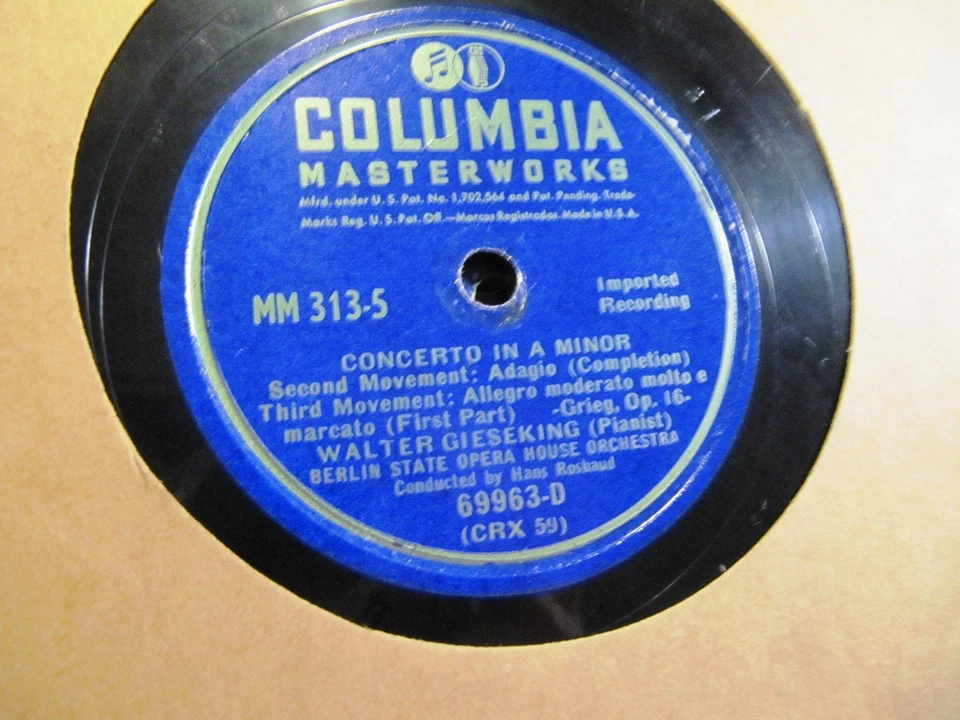 CBS
COLUMBIA
MASTERWORKS
Mfrd. under U.S. Pat. No. 1,702,564 and Pat. Pending. Trade-
Marks Reg. U.S. Pat. Off.—Marcas Registradas. Made in U.S.A.
Imported
Recording
MM 313-5
CONCERTO IN A MINOR
Second Movement: Adagio (Completion)
Third Movement: Allegro moderato molto e
marcato (First Part) -Grieg, Op. 16-
WALTER GIESEKING (Pianist)
BERLIN STATE OPERA HOUSE ORCHESTRA
Conducted by Hans Rosbaud
69963-D
(CRX 59)